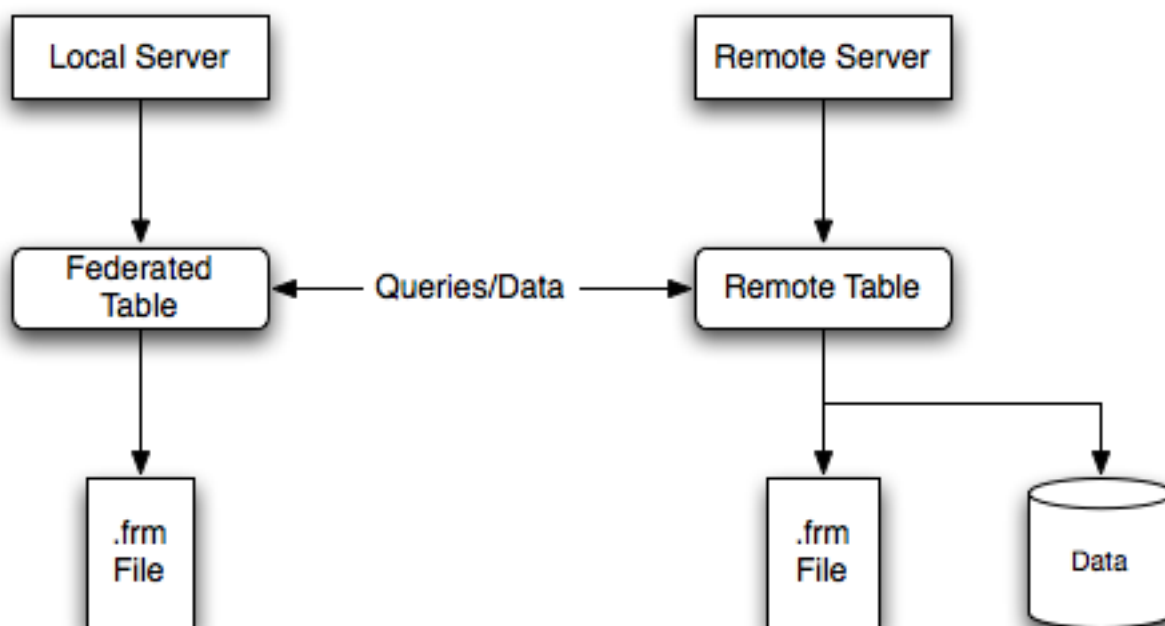 Local Server
Remote Server
Federated
Table
Queries/Data
Remote Table
.frm
File
.frm
File
Data